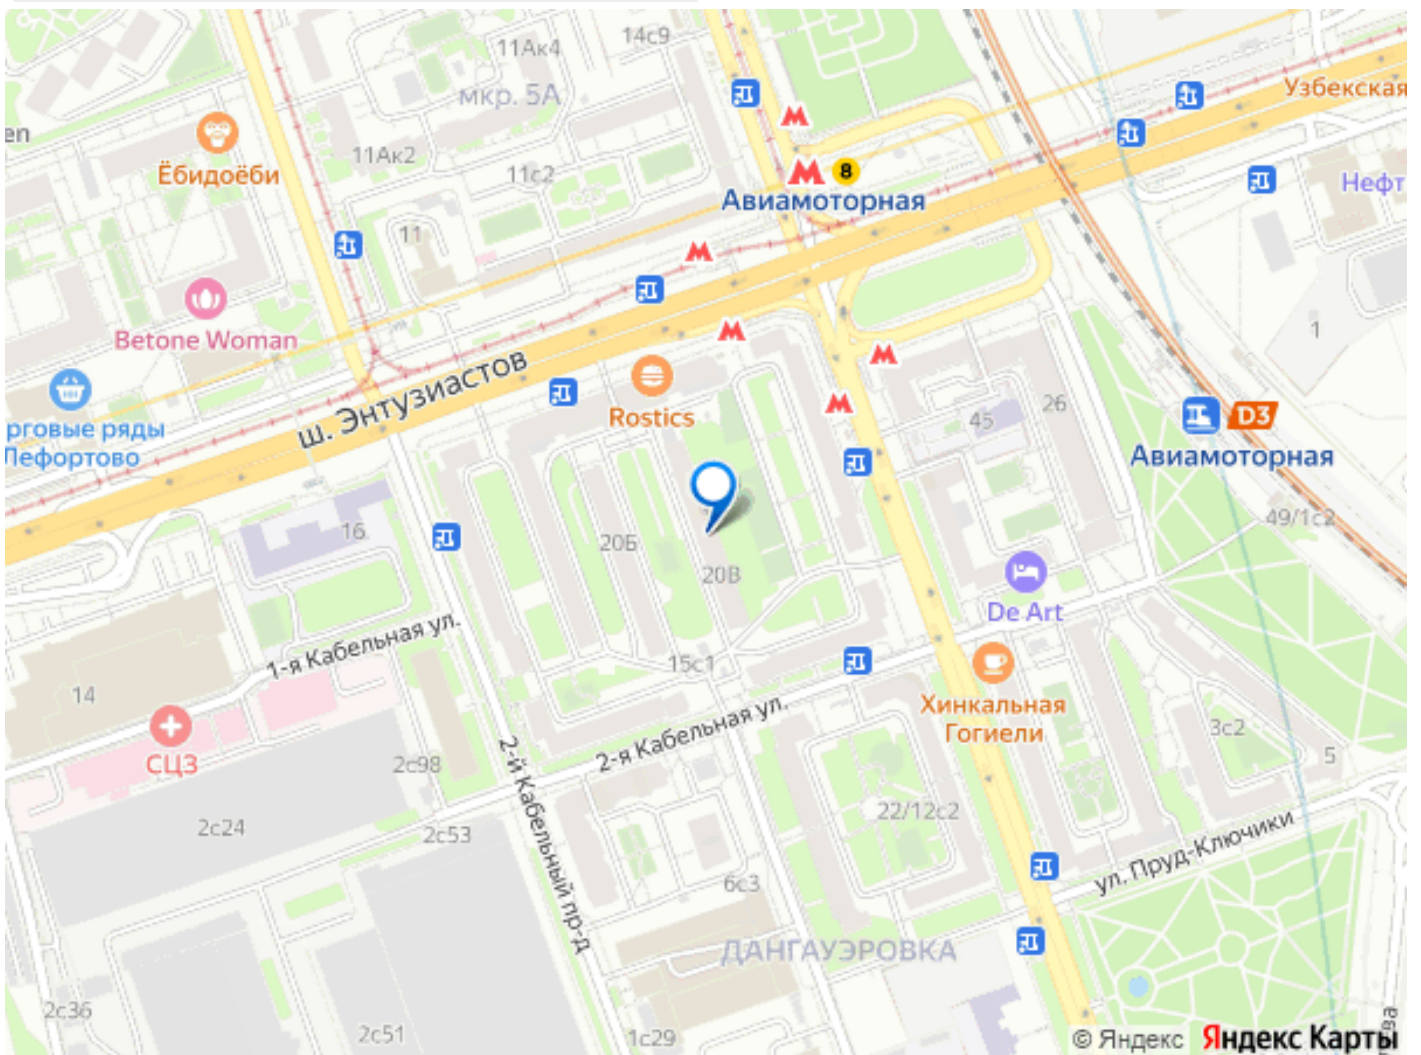 14с9
11Ак4
мкр. 5А
Узбекская
en
Ёбидоёби
11Ак2
11с2
8
Авиамоторная
Нефт
11
Betone Woman
1
ш. Энтузиастов
Rostics
рговые ряды
Лефортово
45
26
D3
Авиамоторная
16
20Б
20В
49/1с2
De Art
1-я Кабельная ул.
15с1
14
СЦЗ
2-я Кабельная ул.
Хинкальная
Гогиели
3с2
5
2с98
2-й Кабельный пр-д
2с24
2с53
22/12с2
ул. Пруд-Ключики
6с3
ДАНГАУЭРОВКА
2с36
2с51
1с29
ва
© Яндекс Яндекс Карты